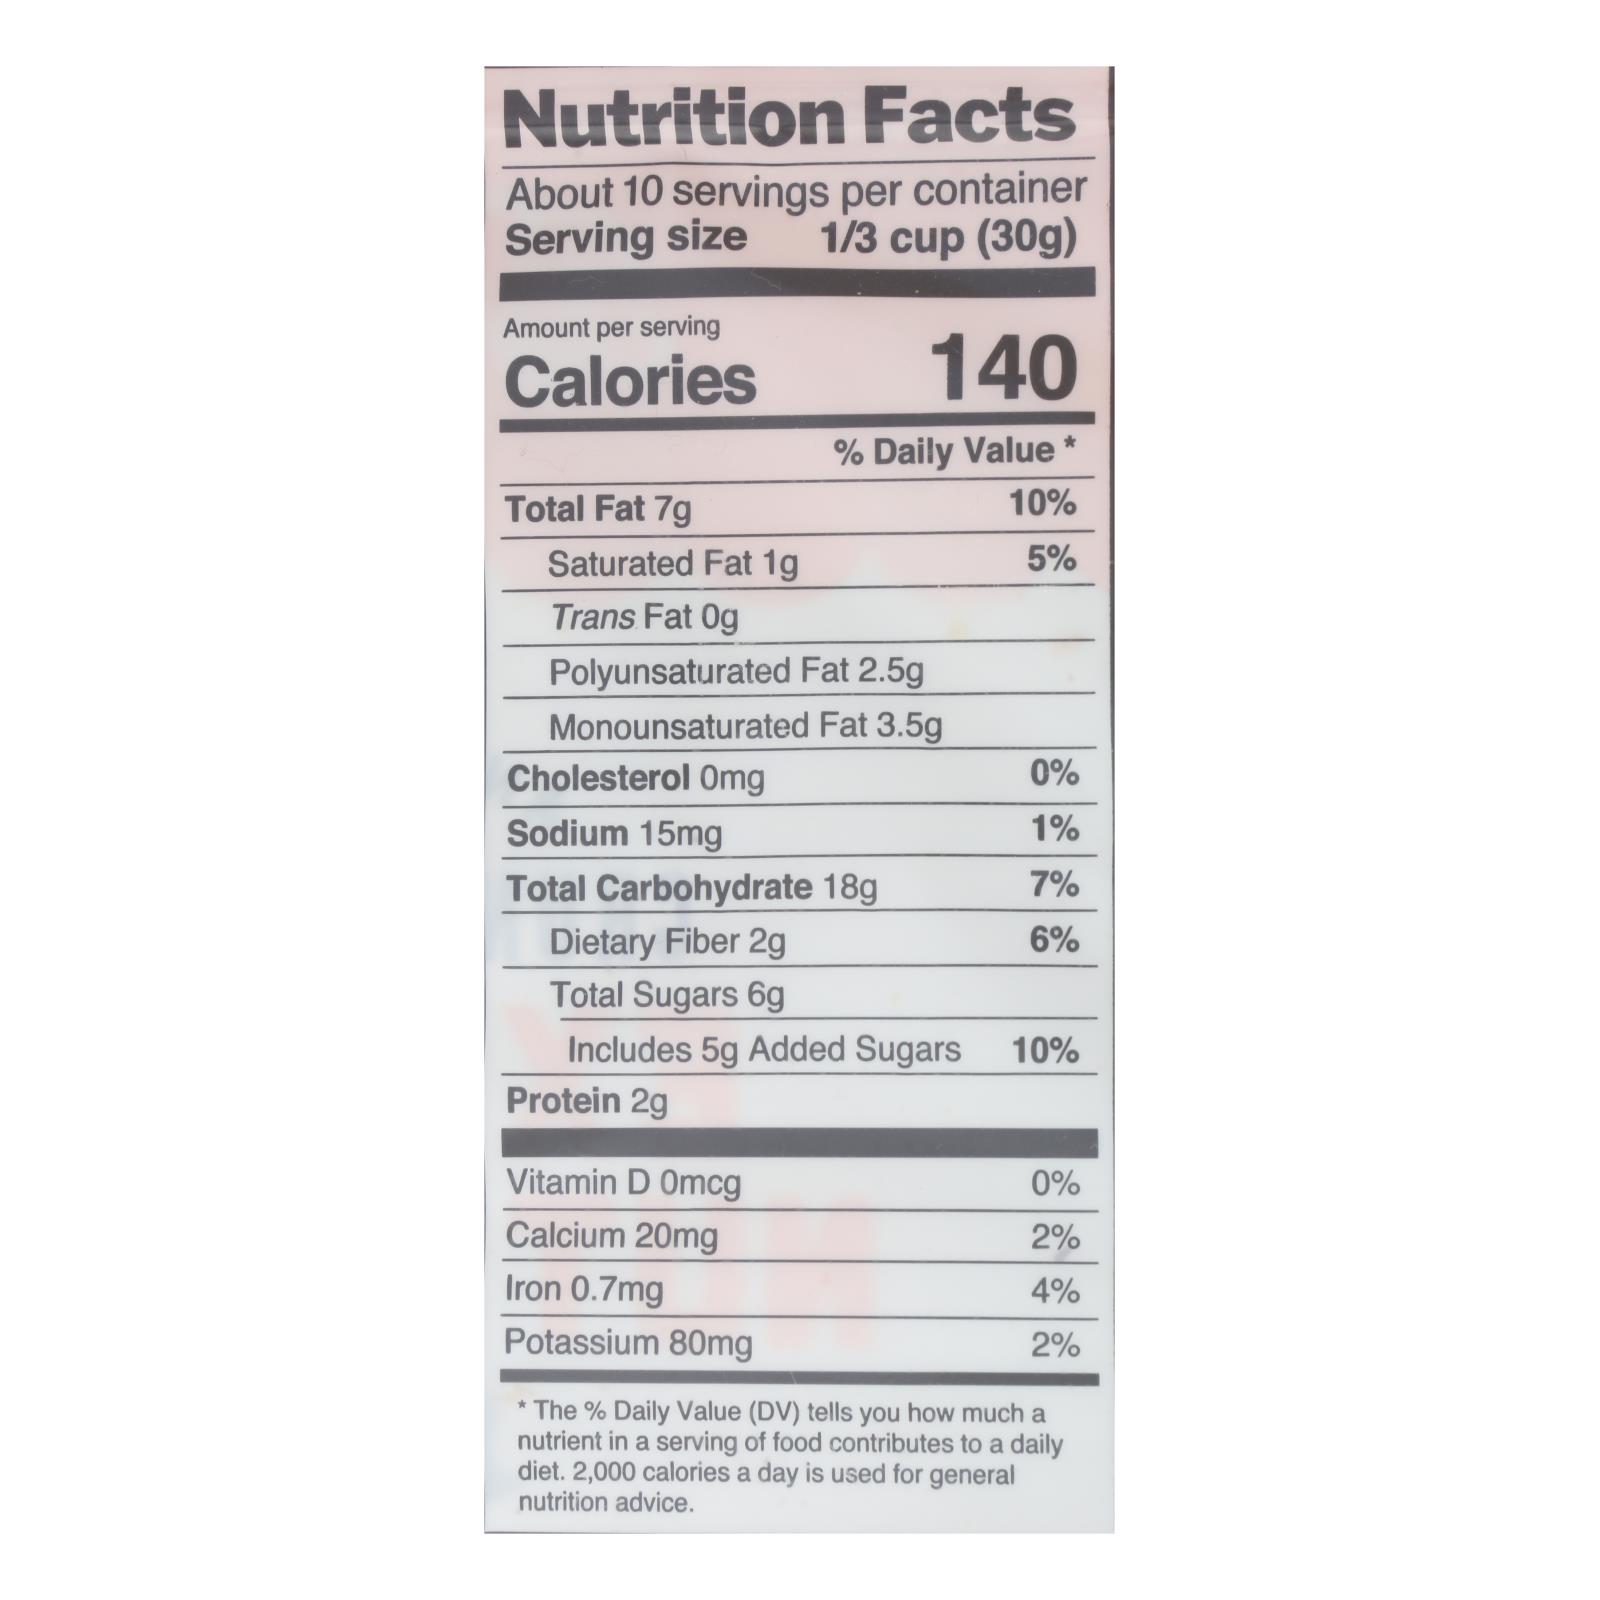 Nutrition Facts
About 10 servings per container
Serving size 1/3 cup (30g)
Amount per serving
Calories 140
% Daily Value *
Total Fat 7g 10%
Saturated Fat 1g 5%
Trans Fat 0g
Polyunsaturated Fat 2.5g
Monounsaturated Fat 3.5g
Cholesterol 0mg 0%
Sodium 15mg 1%
Total Carbohydrate 18g 7%
Dietary Fiber 2g 6%
Total Sugars 6g
Includes 5g Added Sugars 10%
Protein 2g
Vitamin D 0mcg 0%
Calcium 20mg 2%
Iron 0.7mg 4%
Potassium 80mg 2%
* The % Daily Value (DV) tells you how much a
nutrient in a serving of food contributes to a daily
diet. 2,000 calories a day is used for general
nutrition advice.